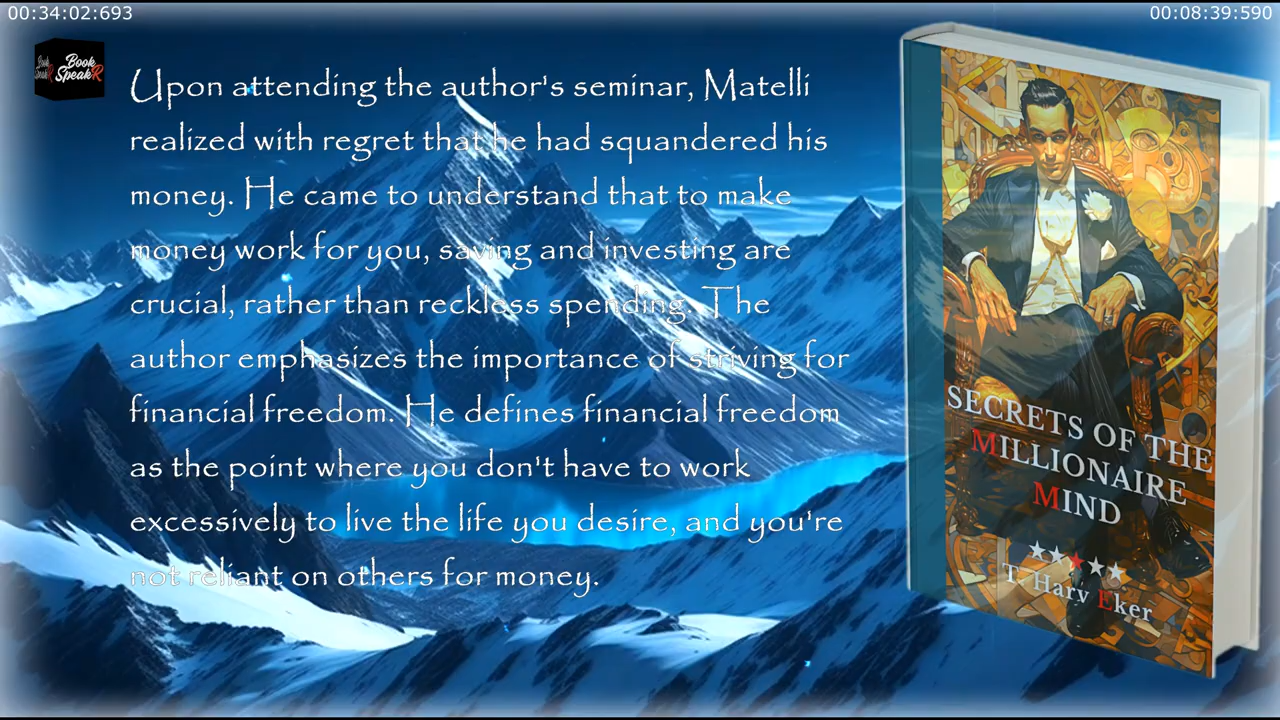 00:34:02:693
00:08:39:590
Book
SpeakR
Book
SpeakR
Upon attending the author's seminar, Matelli
realized with regret that he had squandered his
money. He came to understand that to make
money work for you, saving and investing are
crucial, rather than reckless spending. The
author emphasizes the importance of striving for
financial freedom. He defines financial freedom
as the point where you don't have to work
excessively to live the life you desire, and you're
not reliant on others for money.
SECRETS OF THE
MILLIONAIRE
MIND
T. Harv Eker